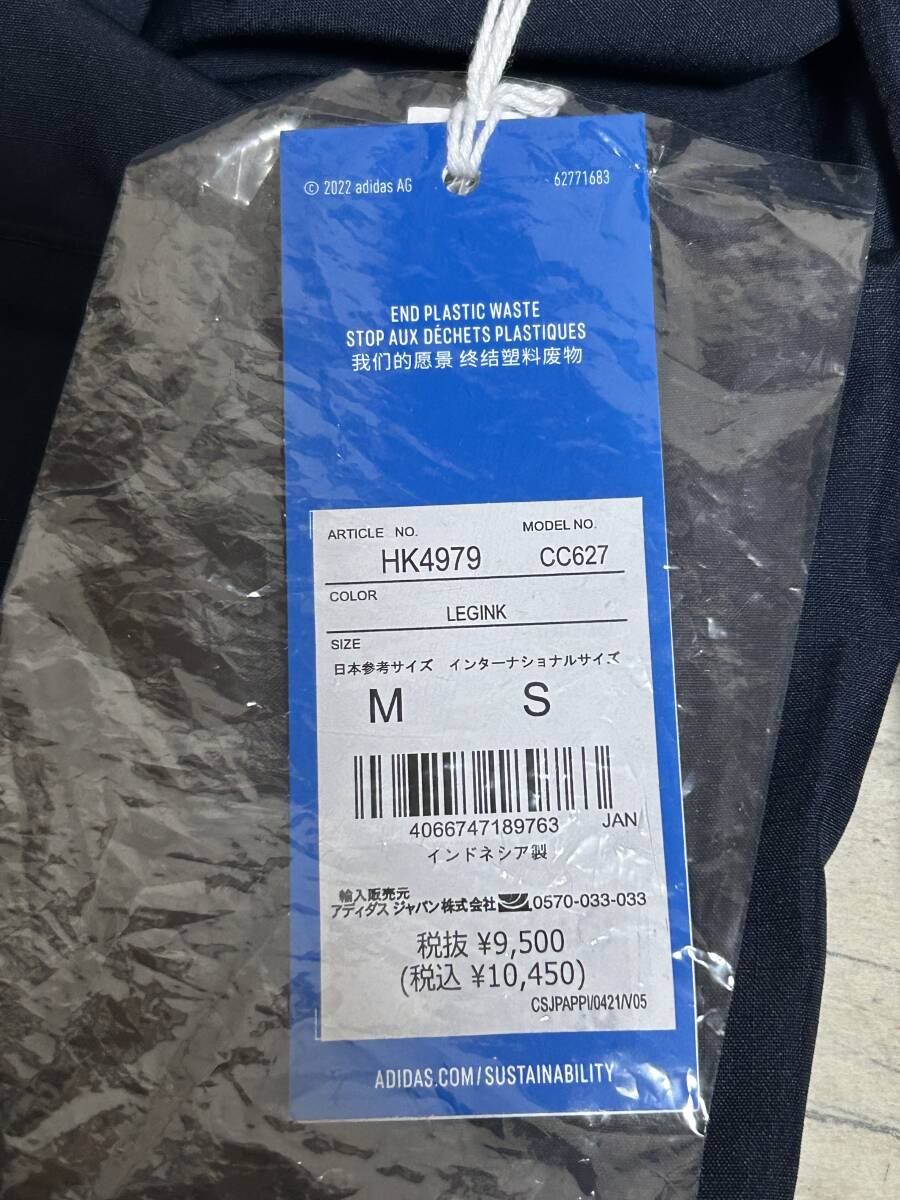 © 2022 adidas AG
62771683
END PLASTIC WASTE
STOP AUX DÉCHETS PLASTIQUES
我们的愿景 终结塑料废物
ARTICLE NO. MODEL NO.
HK4979 CC627
COLOR
LEGINK
SIZE
日本参考サイズ インターナショナルサイズ
M S
4066747189763 JAN
インドネシア製
輸入販売元
アディダス ジャパン株式会社 0570-033-033
税抜 ¥9,500
(税込 ¥10,450)
CSJPAPPI/0421/V05
ADIDAS.COM/SUSTAINABILITY